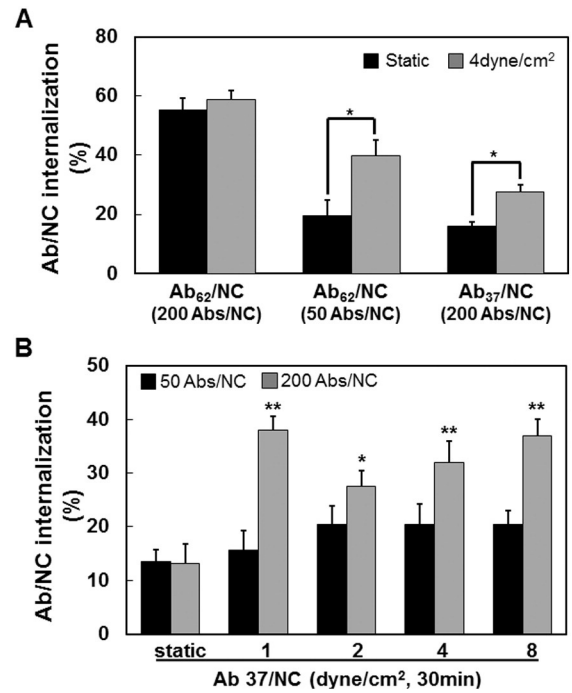 A
Ab/NC internalization
(%)
80
60
40
20
0
Static 4dyne/cm²
*
*
Ab₆₂/NC Ab₆₂/NC Ab₃₇/NC
(200 Abs/NC) (50 Abs/NC) (200 Abs/NC)
B
Ab/NC internalization
(%)
50
40
30
20
10
0
50 Abs/NC 200 Abs/NC
**
*
**
**
static 1 2 4 8
Ab 37/NC (dyne/cm², 30min)